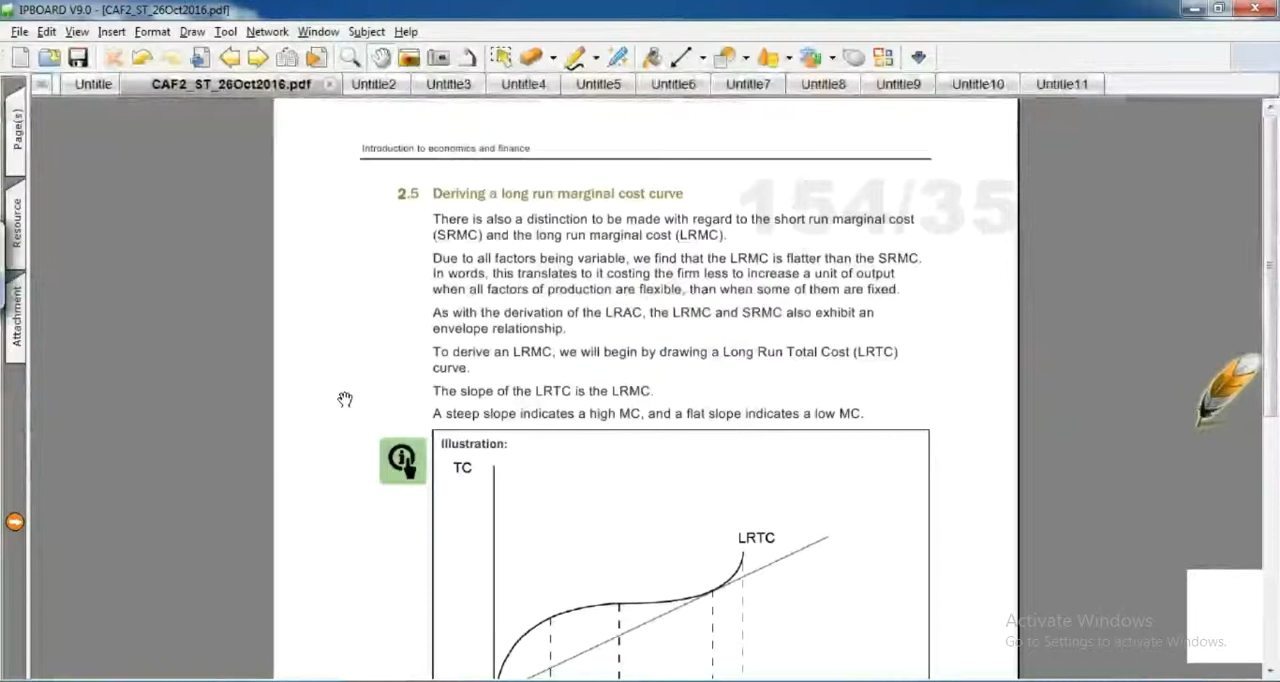 IPBOARD V9.0 - [CAF2_ST_26Oct2016.pdf]
File Edit View Insert Format Draw Tool Network Window Subject Help
Untitle CAF2_ST_26Oct2016.pdf Untitle2 Untitle3 Untitle4 Untitle5 Untitle6 Untitle7 Untitle8 Untitle9 Untitle10 Untitle11
Page(s)
Resource
Attachment
Introduction to economics and finance
154/35
2.5 Deriving a long run marginal cost curve
There is also a distinction to be made with regard to the short run marginal cost
(SRMC) and the long run marginal cost (LRMC).
Due to all factors being variable, we find that the LRMC is flatter than the SRMC.
In words, this translates to it costing the firm less to increase a unit of output
when all factors of production are flexible, than when some of them are fixed.
As with the derivation of the LRAC, the LRMC and SRMC also exhibit an
envelope relationship.
To derive an LRMC, we will begin by drawing a Long Run Total Cost (LRTC)
curve.
The slope of the LRTC is the LRMC.
A steep slope indicates a high MC, and a flat slope indicates a low MC.
Illustration:
TC
LRTC
Activate Windows
Go to Settings to activate Windows.